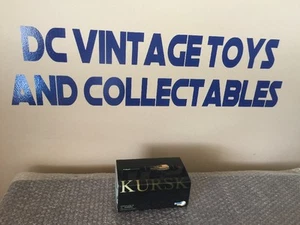 DC VINTAGE TOYS
AND COLLECTABLES
KURSK